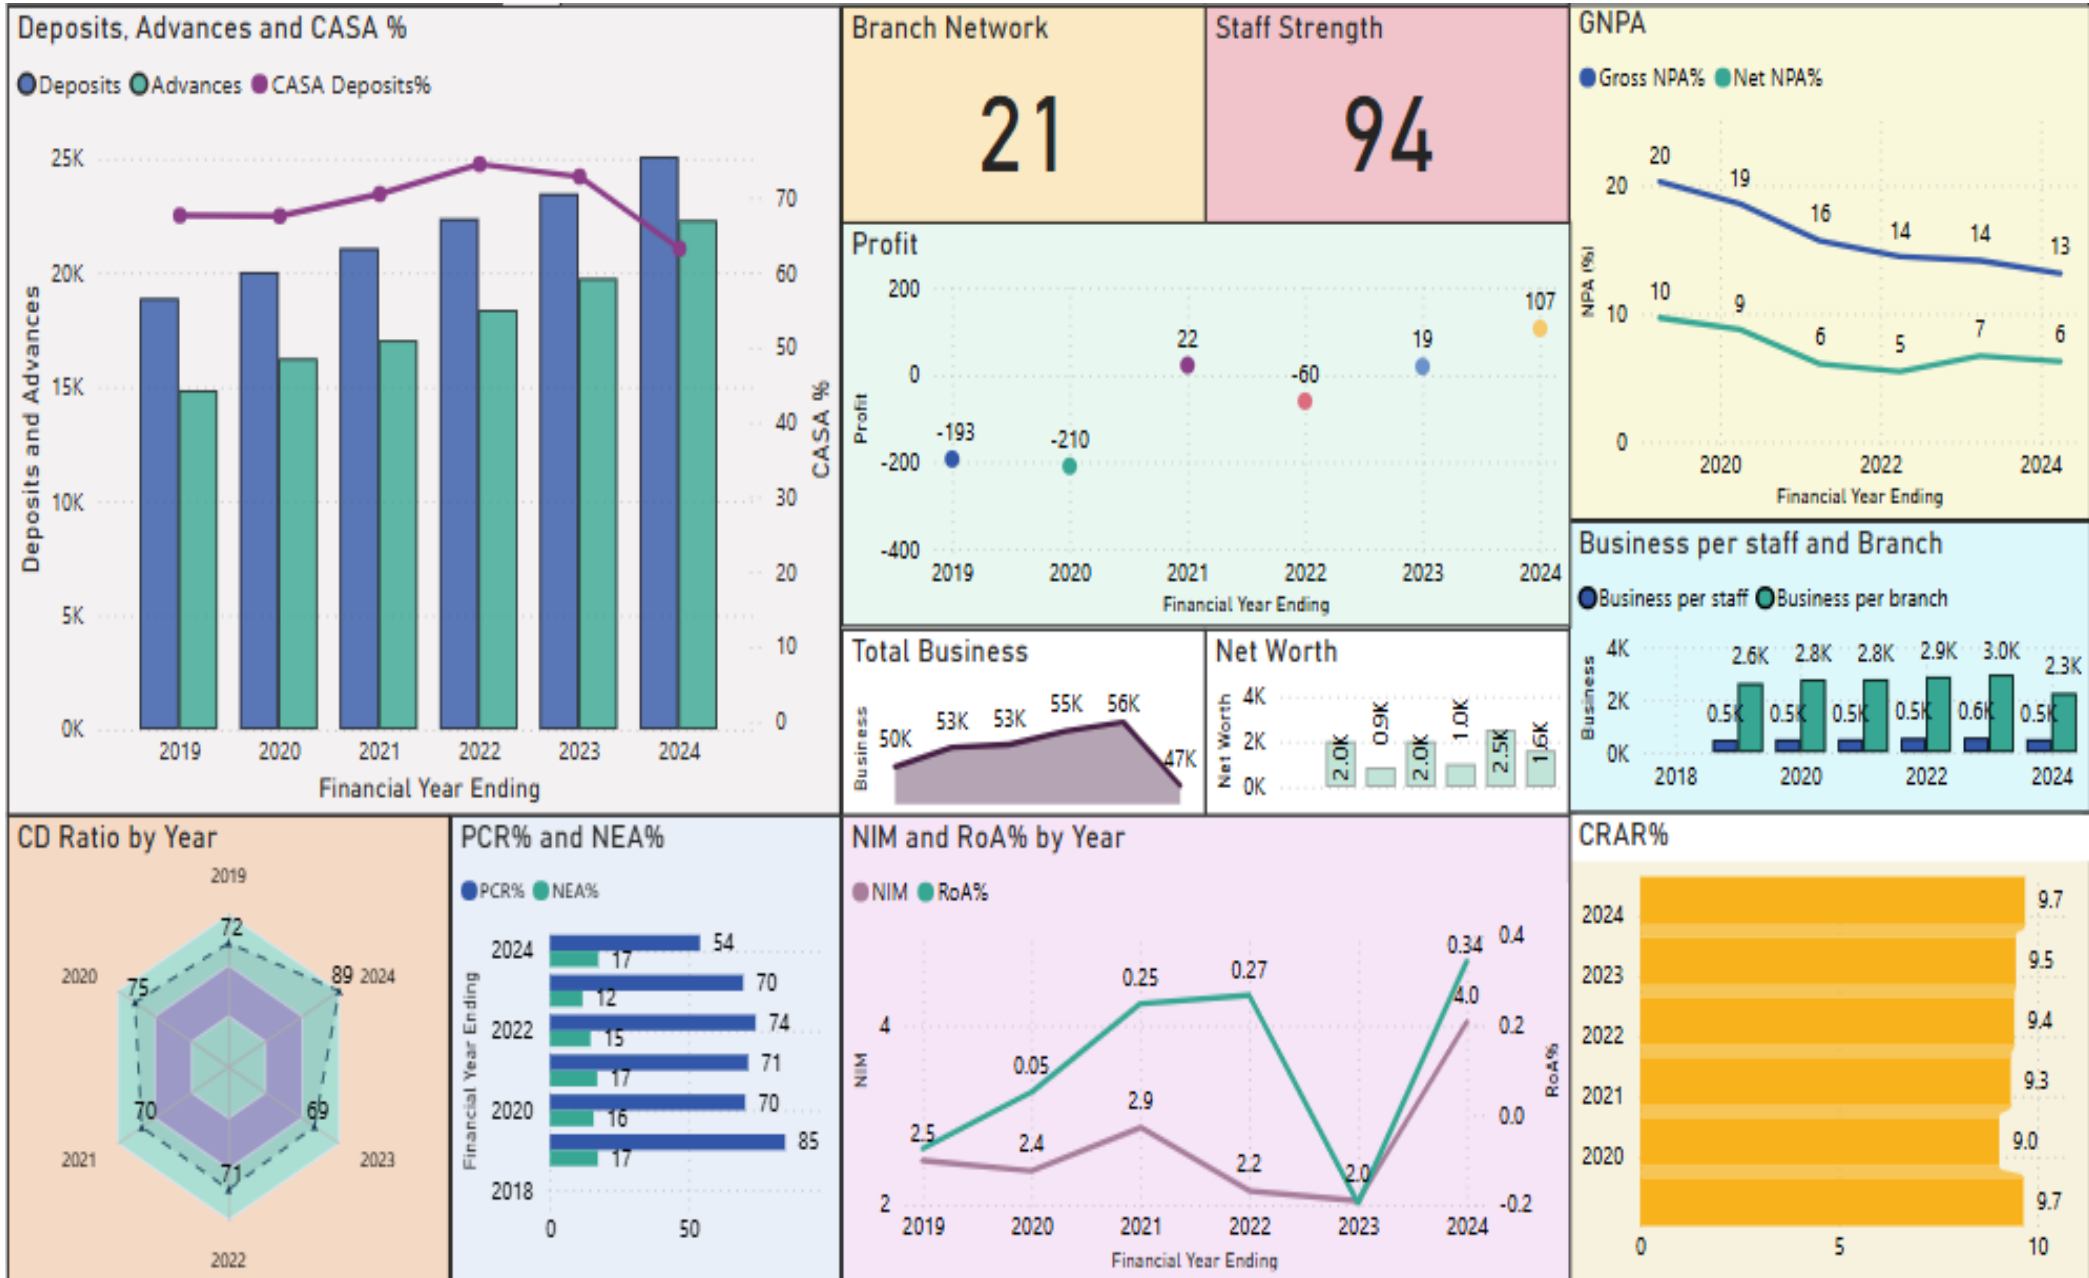 Deposits, Advances and CASA %
Deposits Advances CASA Deposits%
25K
20K
15K
10K
5K
0K
Deposits and Advances
70
60
50
40
30
20
10
0
CASA %
2019 2020 2021 2022 2023 2024
Financial Year Ending
Branch Network
21
Staff Strength
94
Profit
200
0
-200
-400
Profit
-193
-210
22
-60
19
107
2019 2020 2021 2022 2023 2024
Financial Year Ending
GNPA
Gross NPA% Net NPA%
20
10
0
NPA (%)
20 19 16 14 14 13
10 9 6 5 7 6
2020 2022 2024
Financial Year Ending
Business per staff and Branch
Business per staff Business per branch
4K
2K
0K
Business
2.6K 2.8K 2.8K 2.9K 3.0K 2.3K
0.5K 0.5K 0.5K 0.5K 0.6K 0.5K
2018 2020 2022 2024
Total Business
Business
50K 53K 53K 55K 56K 47K
Net Worth
4K
2K
0K
Net Worth
2.0K 0.9K 2.0K 1.0K 2.5K 1.6K
CD Ratio by Year
2019
72
2020
75
89 2024
70
69
2021
71
2023
2022
PCR% and NEA%
PCR% NEA%
Financial Year Ending
2024
54
17
70
12
2022
74
15
71
17
2020
70
16
85
17
2018
0 50
NIM and RoA% by Year
NIM RoA%
4
2
NIM
0.4
0.2
0.0
-0.2
RoA%
0.05 0.25 0.27 0.34
2.5 2.4 2.9 2.2 2.0 4.0
2019 2020 2021 2022 2023 2024
Financial Year Ending
CRAR%
2024 9.7
2023 9.5
2022 9.4
2021 9.3
2020 9.0
9.7
0 5 10